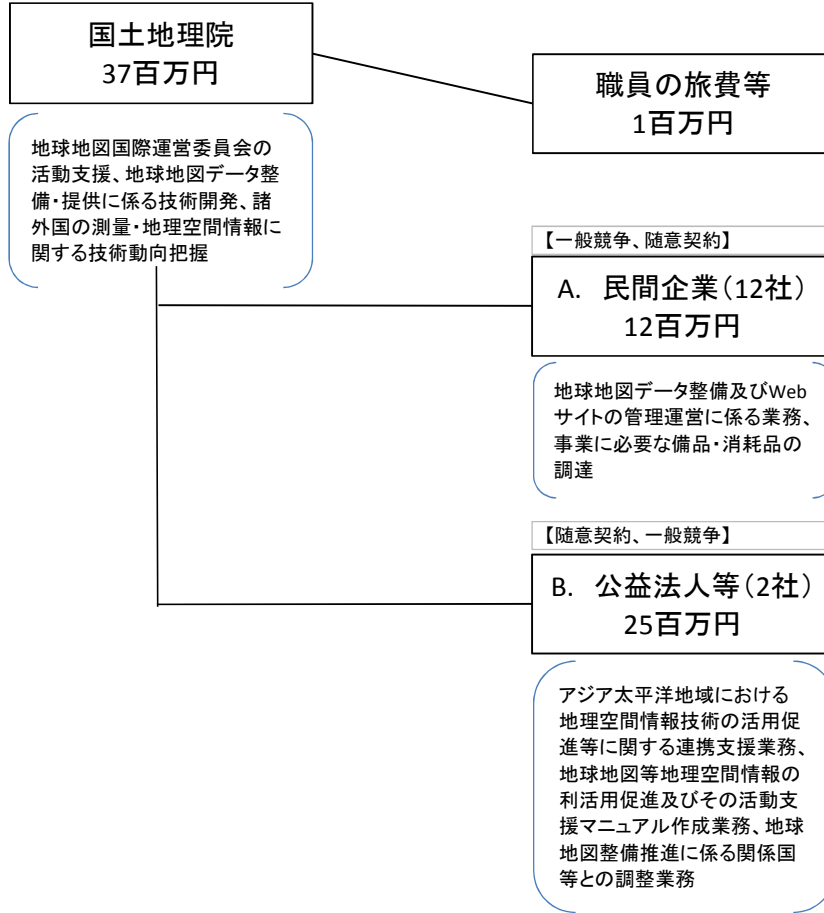 国土地理院
37百万円
職員の旅費等
1百万円
地球地図国際運営委員会の
活動支援、地球地図データ整
備・提供に係る技術開発、諸
外国の測量・地理空間情報に
関する技術動向把握
【一般競争、随意契約】
A. 民間企業(12社)
12百万円
地球地図データ整備及びWeb
サイトの管理運営に係る業務、
事業に必要な備品・消耗品の
調達
【随意契約、一般競争】
B. 公益法人等(2社)
25百万円
アジア太平洋地域における
地理空間情報技術の活用促
進等に関する連携支援業務、
地球地図等地理空間情報の
利活用促進及びその活動支
援マニュアル作成業務、地球
地図整備推進に係る関係国
等との調整業務